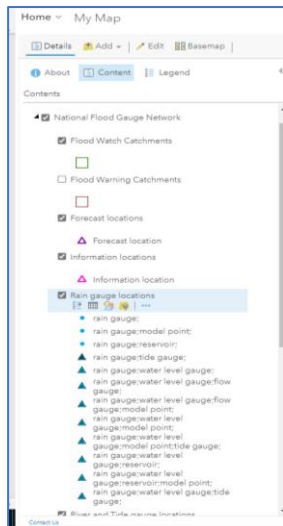 Home My Map
Details Add Edit Basemap
About Content Legend
Contents
National Flood Gauge Network
Flood Watch Catchments
Flood Warning Catchments
Forecast locations
Forecast location
Information locations
Information location
Rain gauge locations
rain gauge;
rain gauge;model point;
rain gauge;reservoir;
rain gauge;tide gauge;
rain gauge;water level gauge;
rain gauge;water level gauge;flow
gauge;
rain gauge;water level gauge;flow
gauge;model point;
rain gauge;water level
gauge;model point;
rain gauge;water level
gauge;model point;tide gauge;
rain gauge;water level
gauge;reservoir;
rain gauge;water level
gauge;reservoir;model point;
rain gauge;water level gauge;tide
gauge;
River and Tide gauge locations
Contact Us